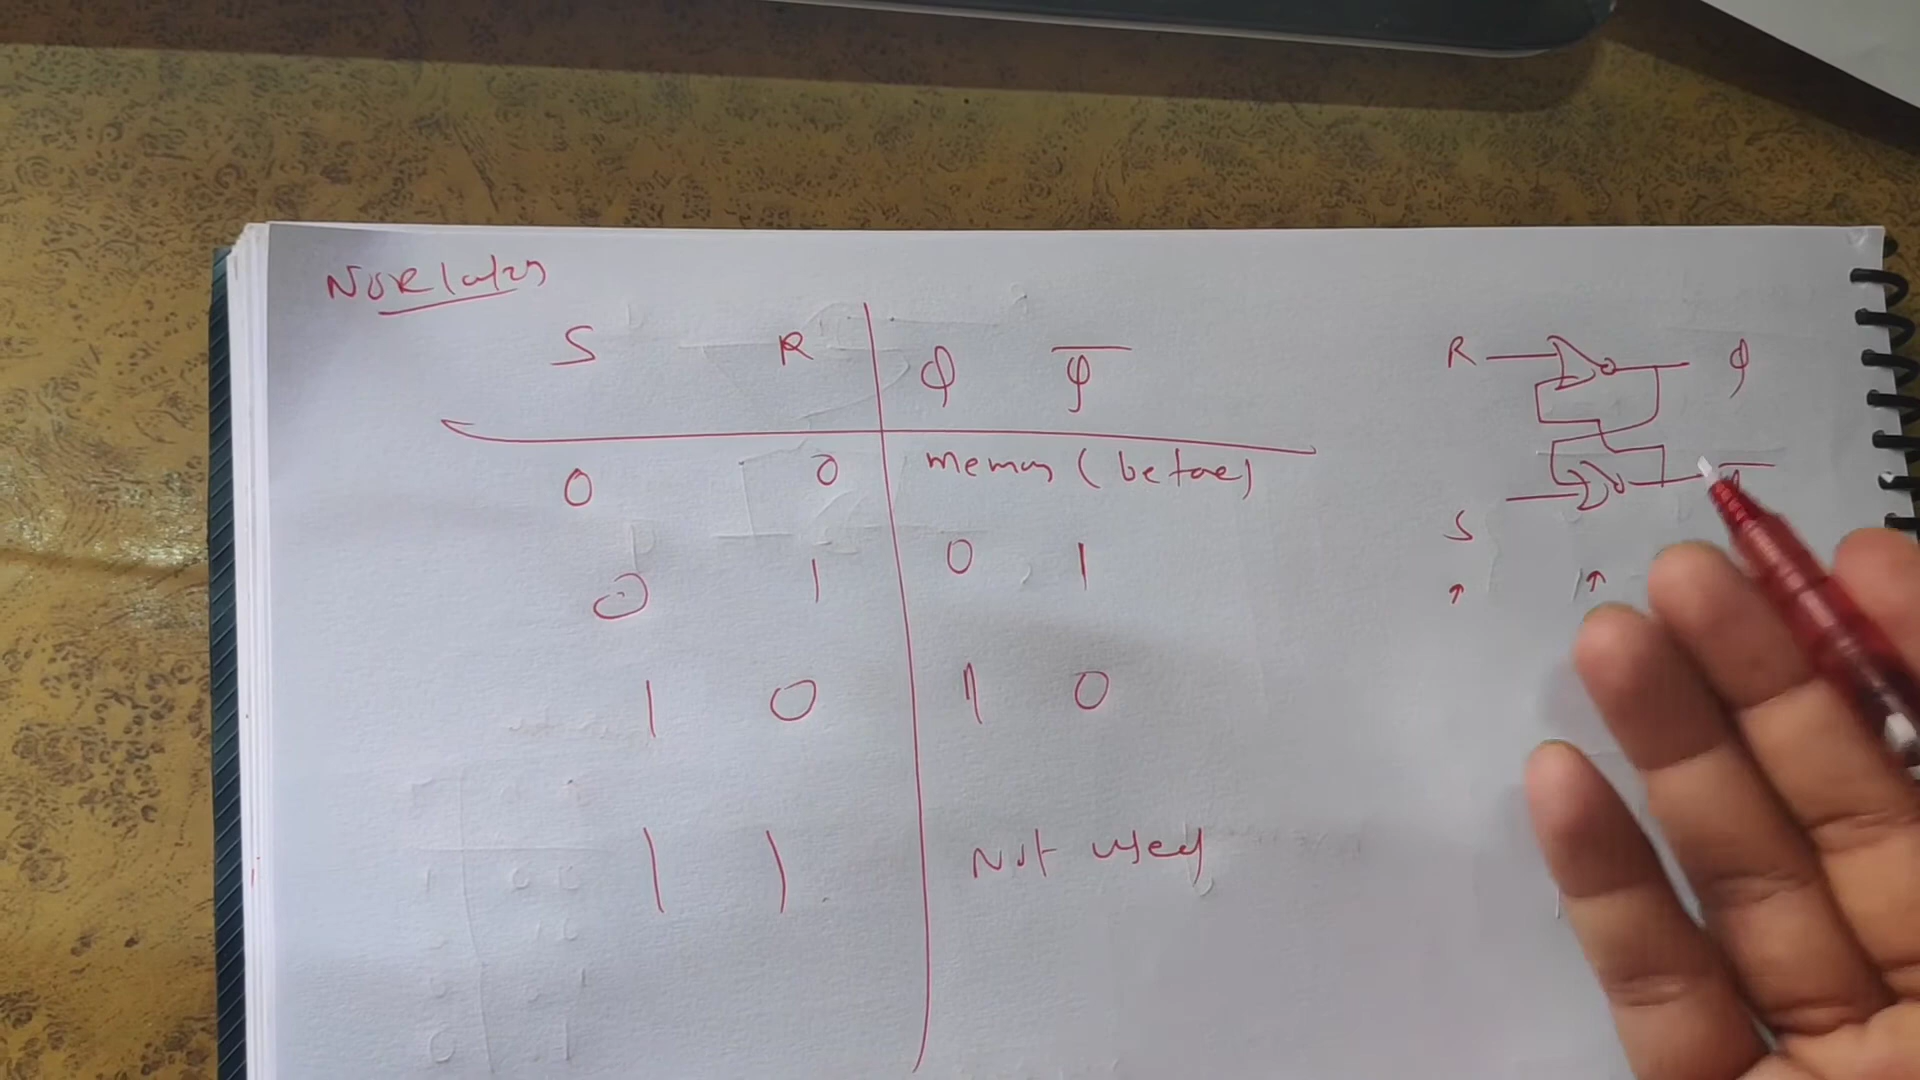 NOR latch
S R Q Q̅
0 0 memory (before)
0 1 0 1
1 0 1 0
1 1 Not used
R Q
S Q̅